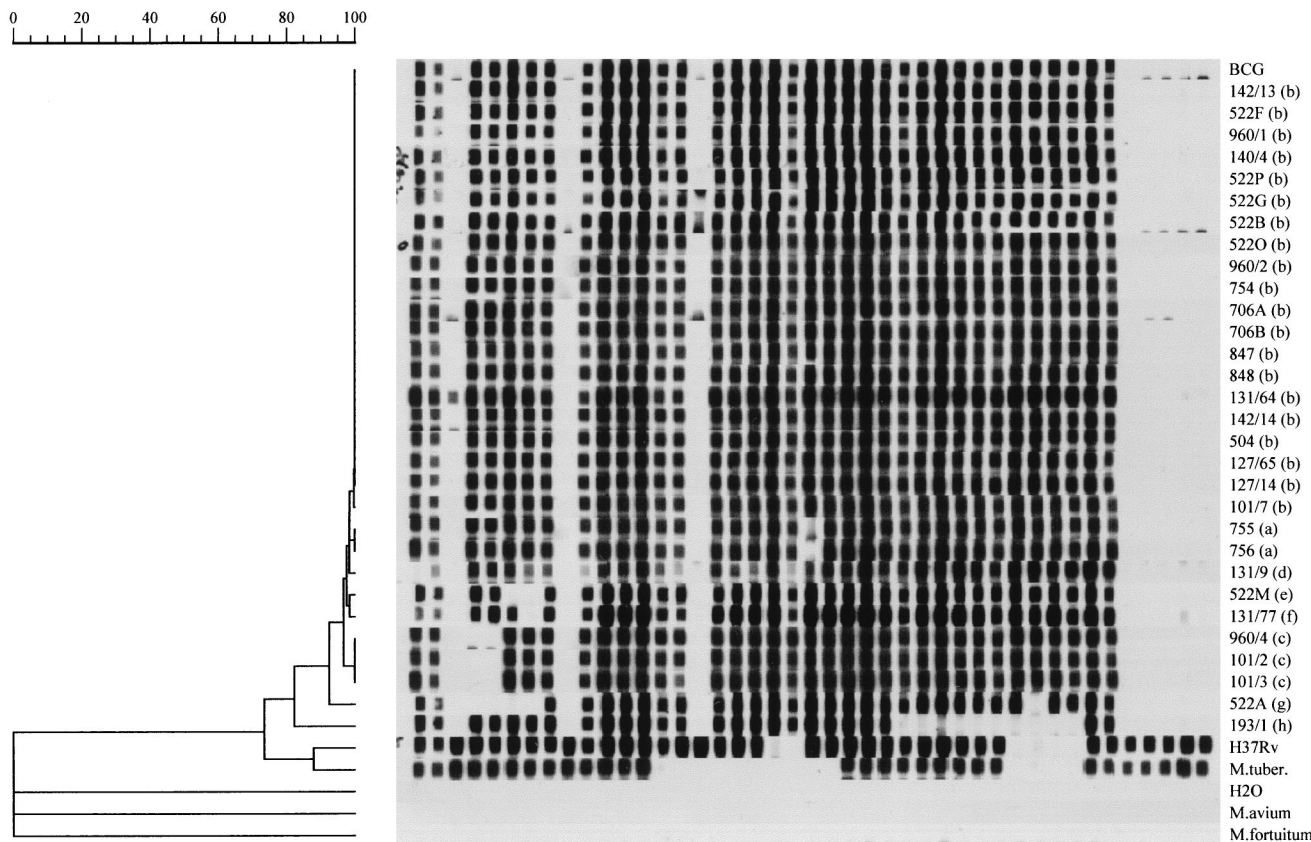 0 20 40 60 80 100
BCG
142/13 (b)
522F (b)
960/1 (b)
140/4 (b)
522P (b)
522G (b)
522B (b)
522O (b)
960/2 (b)
754 (b)
706A (b)
706B (b)
847 (b)
848 (b)
131/64 (b)
142/14 (b)
504 (b)
127/65 (b)
127/14 (b)
101/7 (b)
755 (a)
756 (a)
131/9 (d)
522M (e)
131/77 (f)
960/4 (c)
101/2 (c)
101/3 (c)
522A (g)
193/1 (h)
H37Rv
M.tuber.
H2O
M.avium
M.fortuitum